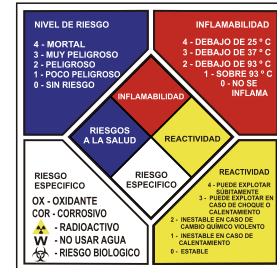 NIVEL DE RIESGO
4 - MORTAL
3 - MUY PELIGROSO
2 - PELIGROSO
1 - POCO PELIGROSO
0 - SIN RIESGO
INFLAMABILIDAD
4 - DEBAJO DE 25 º C
3 - DEBAJO DE 37 º C
2 - DEBAJO DE 93 º C
1 - SOBRE 93 º C
0 - NO SE
INFLAMA
INFLAMABILIDAD
RIESGOS
A LA SALUD
REACTIVIDAD
RIESGO
ESPECIFICO
RIESGO
ESPECIFICO
OX - OXIDANTE
COR - CORROSIVO
- RADIOACTIVO
W - NO USAR AGUA
- RIESGO BIOLOGICO
REACTIVIDAD
4 - PUEDE EXPLOTAR
SÚBITAMENTE
3 - PUEDE EXPLOTAR EN
CASO DE CHOQUE O
CALENTAMIENTO
2 - INESTABLE EN CASO DE
CAMBIO QUÍMICO VIOLENTO
1 - INESTABLE EN CASO DE
CALENTAMIENTO
0 - ESTABLE